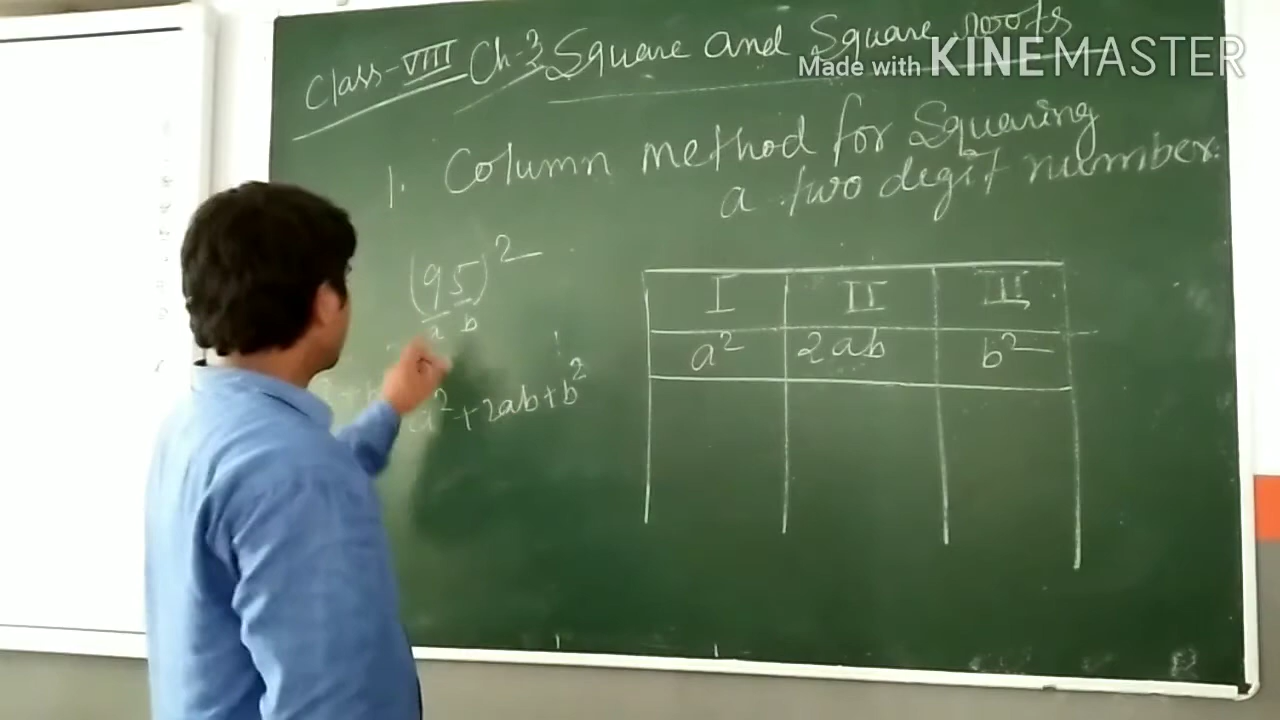 Class-VIII Ch-3 Square and Square roots
Made with KINEMASTER
1. Column method for Squaring
a two digit number.
(95)²
a b
a²+2ab+b²
I II III
a² 2ab b²